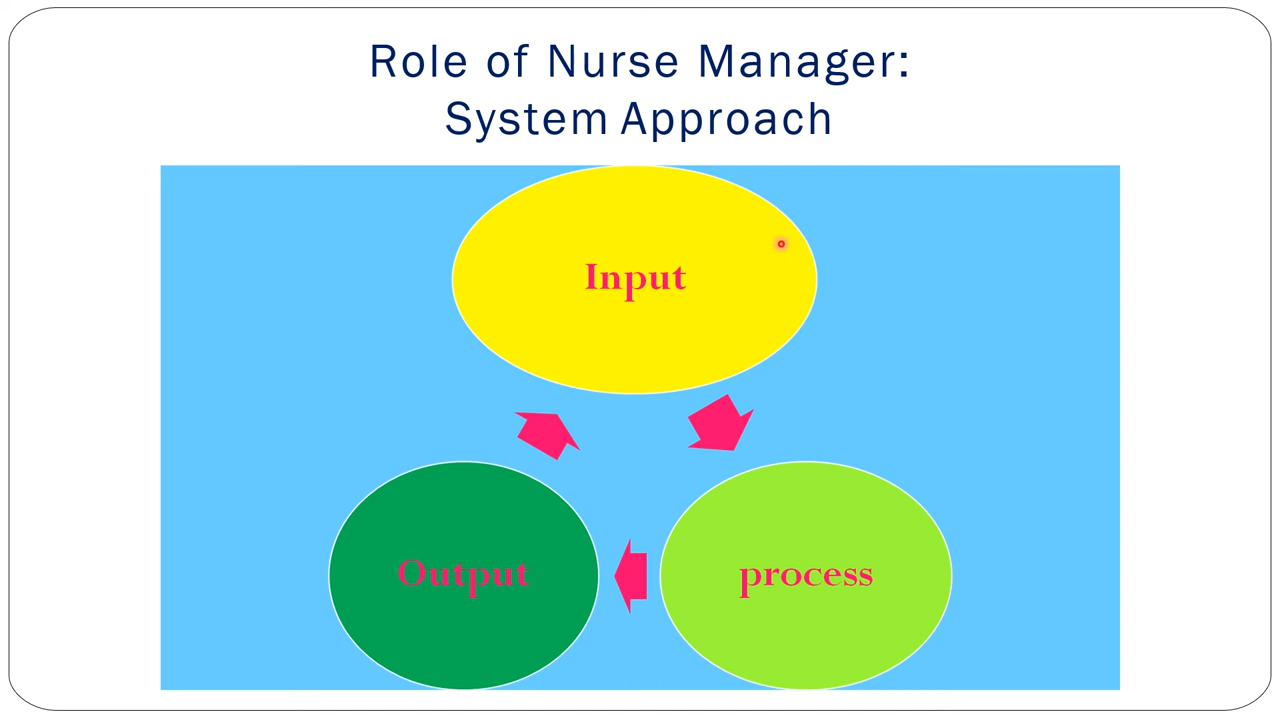 Role of Nurse Manager:
System Approach
Input
Output
process